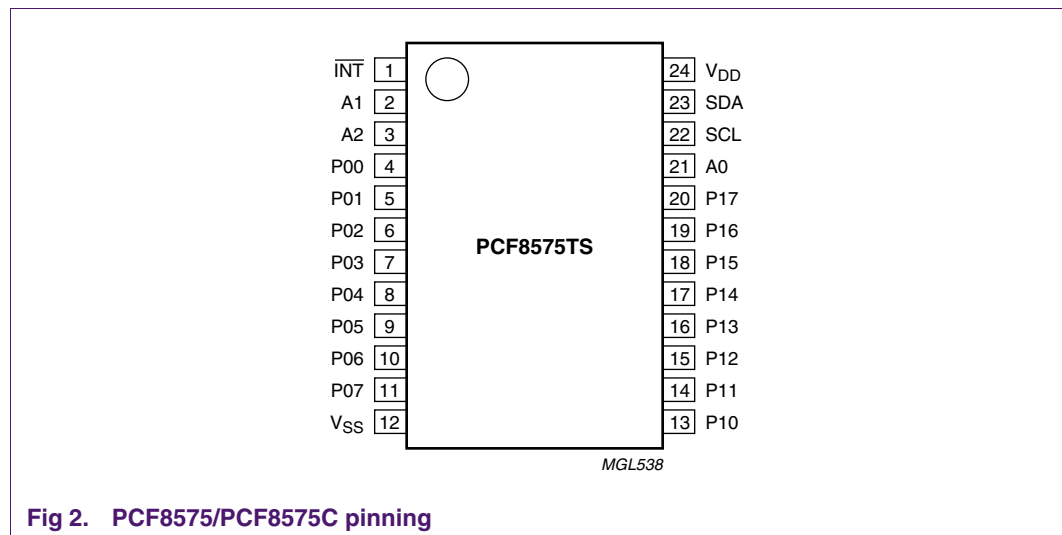 INT 1 24 VDD
A1 2 23 SDA
A2 3 22 SCL
P00 4 21 A0
P01 5 20 P17
P02 6 19 P16
P03 7 PCF8575TS 18 P15
P04 8 17 P14
P05 9 16 P13
P06 10 15 P12
P07 11 14 P11
VSS 12 13 P10
MGL538
Fig 2. PCF8575/PCF8575C pinning